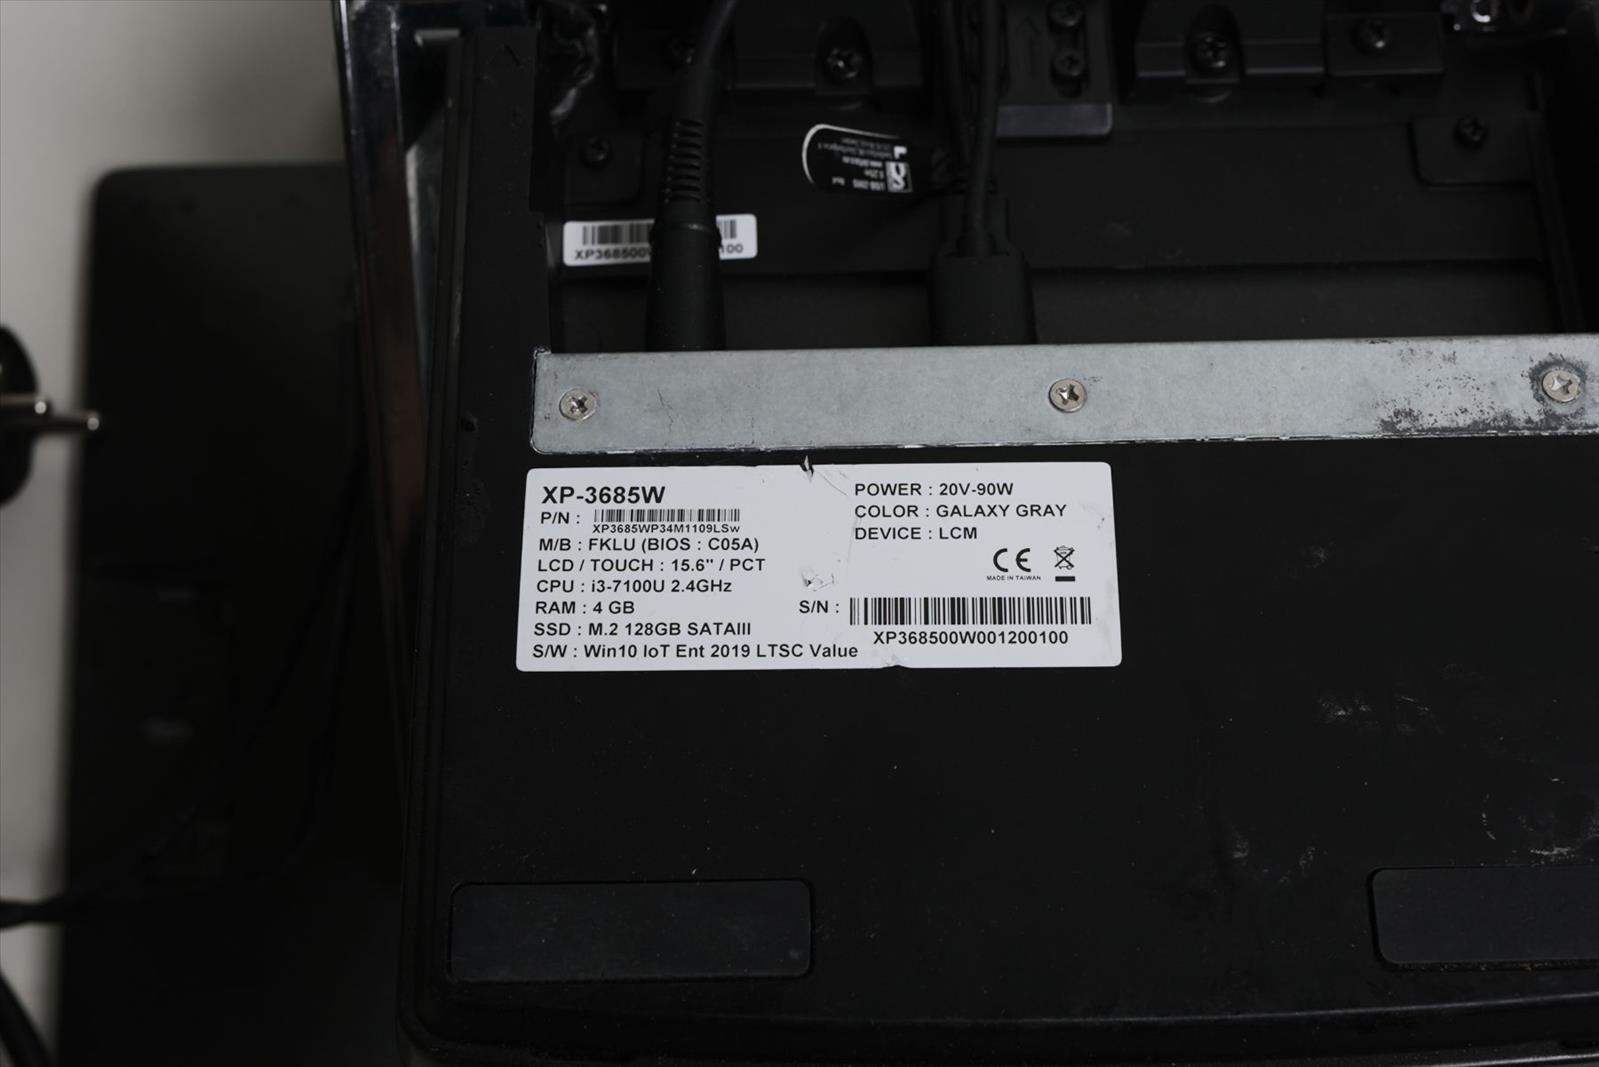 XP368500
100
XP-3685W
P/N :
XP3685WP34M1109LSw
M/B : FKLU (BIOS : C05A)
LCD / TOUCH : 15.6" / PCT
CPU : i3-7100U 2.4GHz
RAM : 4 GB
SSD : M.2 128GB SATAIII
S/W : Win10 IoT Ent 2019 LTSC Value
POWER : 20V-90W
COLOR : GALAXY GRAY
DEVICE : LCM
CE
MADE IN TAIWAN
S/N :
XP368500W001200100